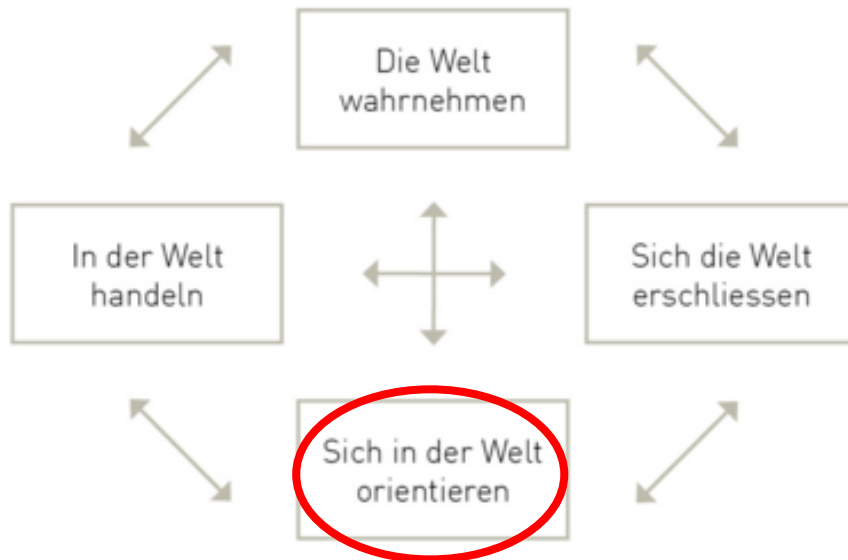 Die Welt
wahrnehmen
In der Welt
handeln
Sich die Welt
erschliessen
Sich in der Welt
orientieren